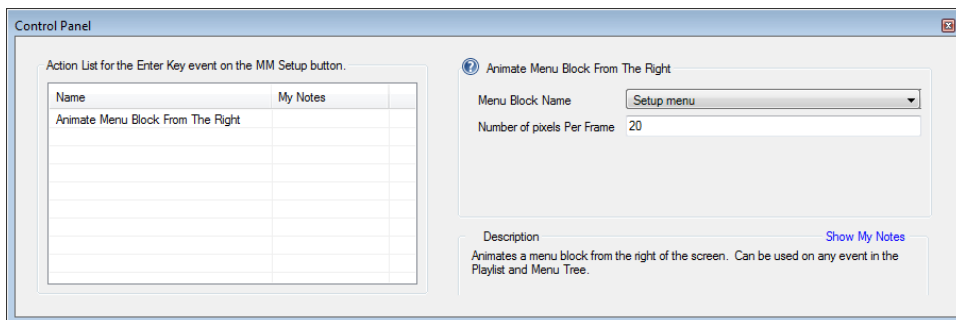 Control Panel
Action List for the Enter Key event on the MM Setup button.
Name My Notes
Animate Menu Block From The Right
Animate Menu Block From The Right
Menu Block Name Setup menu
Number of pixels Per Frame 20
Description Show My Notes
Animates a menu block from the right of the screen. Can be used on any event in the
Playlist and Menu Tree.